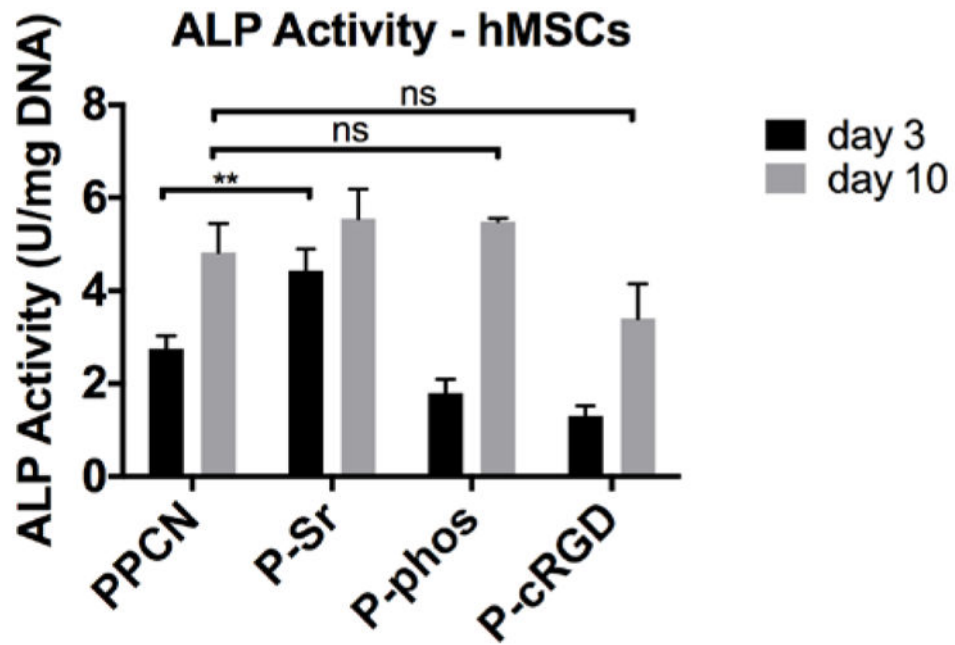 ALP Activity - hMSCs
ALP Activity (U/mg DNA)
8
6
4
2
0
ns
ns
**
day 3
day 10
PPCN
P-Sr
P-phos
P-cRGD